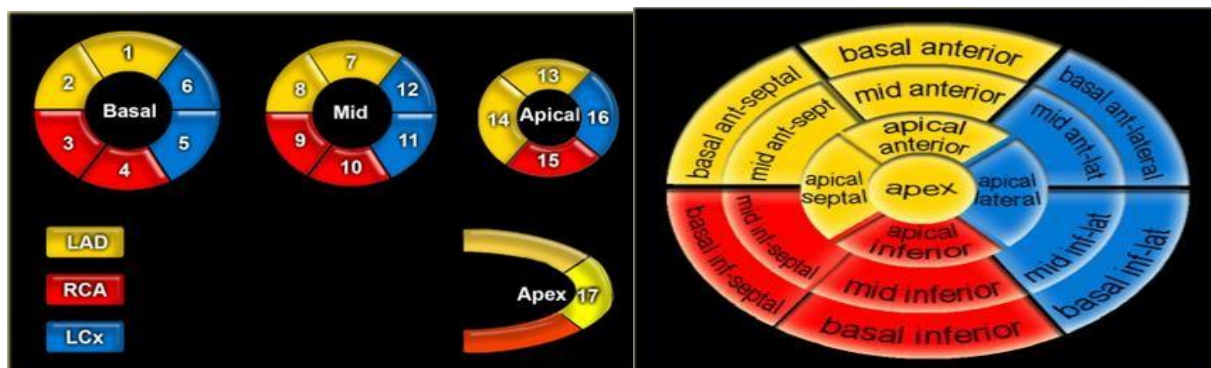 1
2
6
Basal
3
5
4
7
8
12
Mid
9
11
10
13
14
Apical
16
15
LAD
RCA
LCx
Apex
17
basal anterior
mid anterior
apical
anterior
basal ant-septal
mid ant-sept
apical
septal
apex
apical
lateral
mid ant-lat
basal ant-lateral
apical
inferior
mid inf-septal
basal inf-septal
mid inferior
basal inferior
mid inf-lat
basal inf-lat